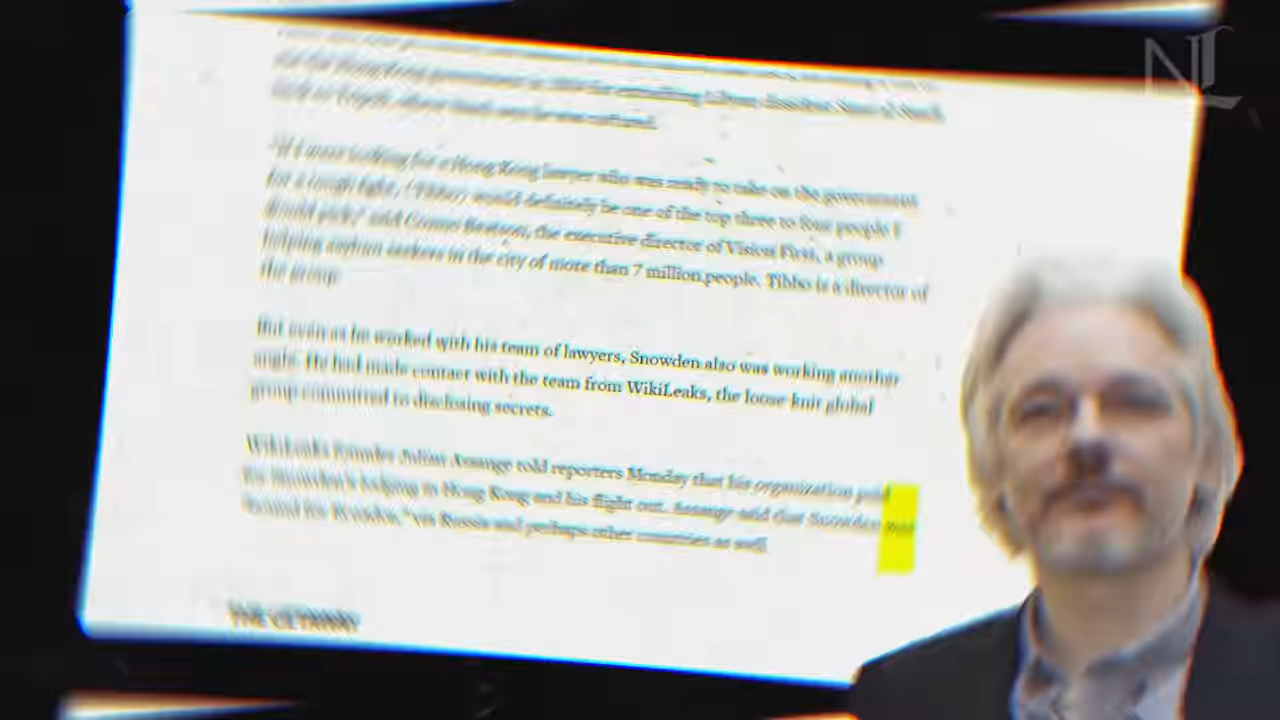 NL
"If I were looking for a Hong Kong lawyer who was ready to take on the government
for a tough fight, (Tibbo) would definitely be one of the top three to four people I
would pick," said Cosmo Beatson, the executive director of Vision First, a group
helping asylum seekers in the city of more than 7 million people. Tibbo is a director of
the group.
But even as he worked with his team of lawyers, Snowden also was working another
angle. He had made contact with the team from WikiLeaks, the loose knit global
group committed to disclosing secrets.
WikiLeaks founder Julian Assange told reporters Monday that his organization paid
for Snowden's lodging in Hong Kong and his flight out. Assange said that Snowden was
bound for Ecuador "via Russia and perhaps other countries as well.
THE GETAWAY